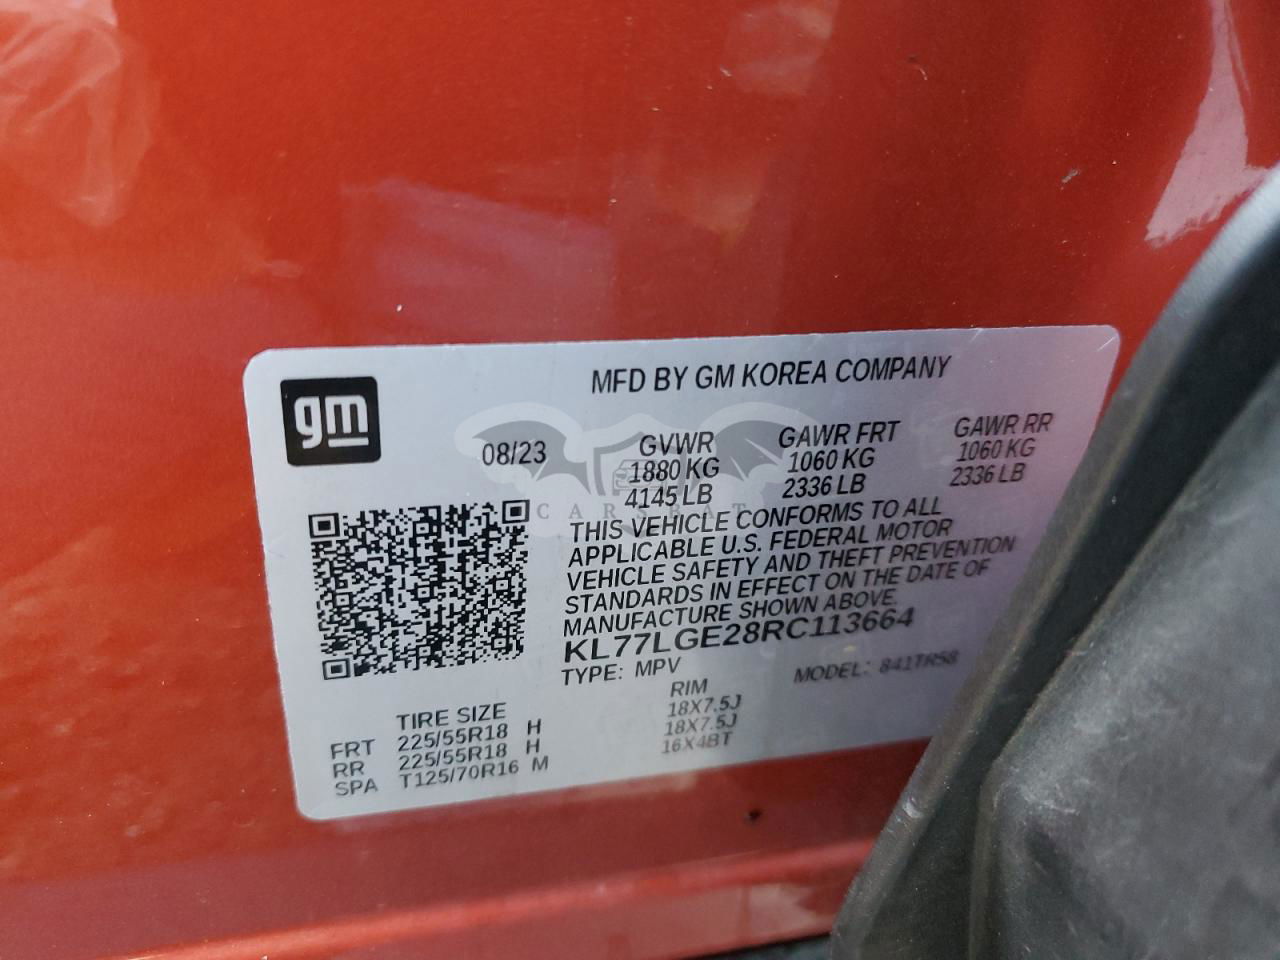 MFD BY GM KOREA COMPANY
gm
08/23
GVWR GAWR FRT GAWR RR
1880 KG 1060 KG 1060 KG
4145 LB 2336 LB 2336 LB
CARSBAT
THIS VEHICLE CONFORMS TO ALL
APPLICABLE U.S. FEDERAL MOTOR
VEHICLE SAFETY AND THEFT PREVENTION
STANDARDS IN EFFECT ON THE DATE OF
MANUFACTURE SHOWN ABOVE.
KL77LGE28RC113664
TYPE: MPV MODEL: 841TR58
TIRE SIZE RIM
FRT 225/55R18 H 18X7.5J
RR 225/55R18 H 18X7.5J
SPA T125/70R16 M 16X4BT